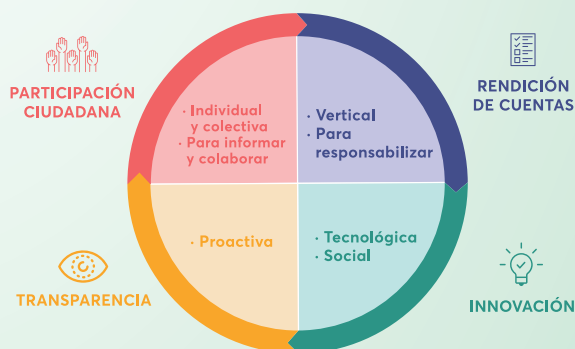 PARTICIPACIÓN
CIUDADANA
· Individual
y colectiva
· Para informar
y colaborar
· Vertical
· Para
responsabilizar
RENDICIÓN
DE CUENTAS
TRANSPARENCIA
· Proactiva
· Tecnológica
· Social
INNOVACIÓN